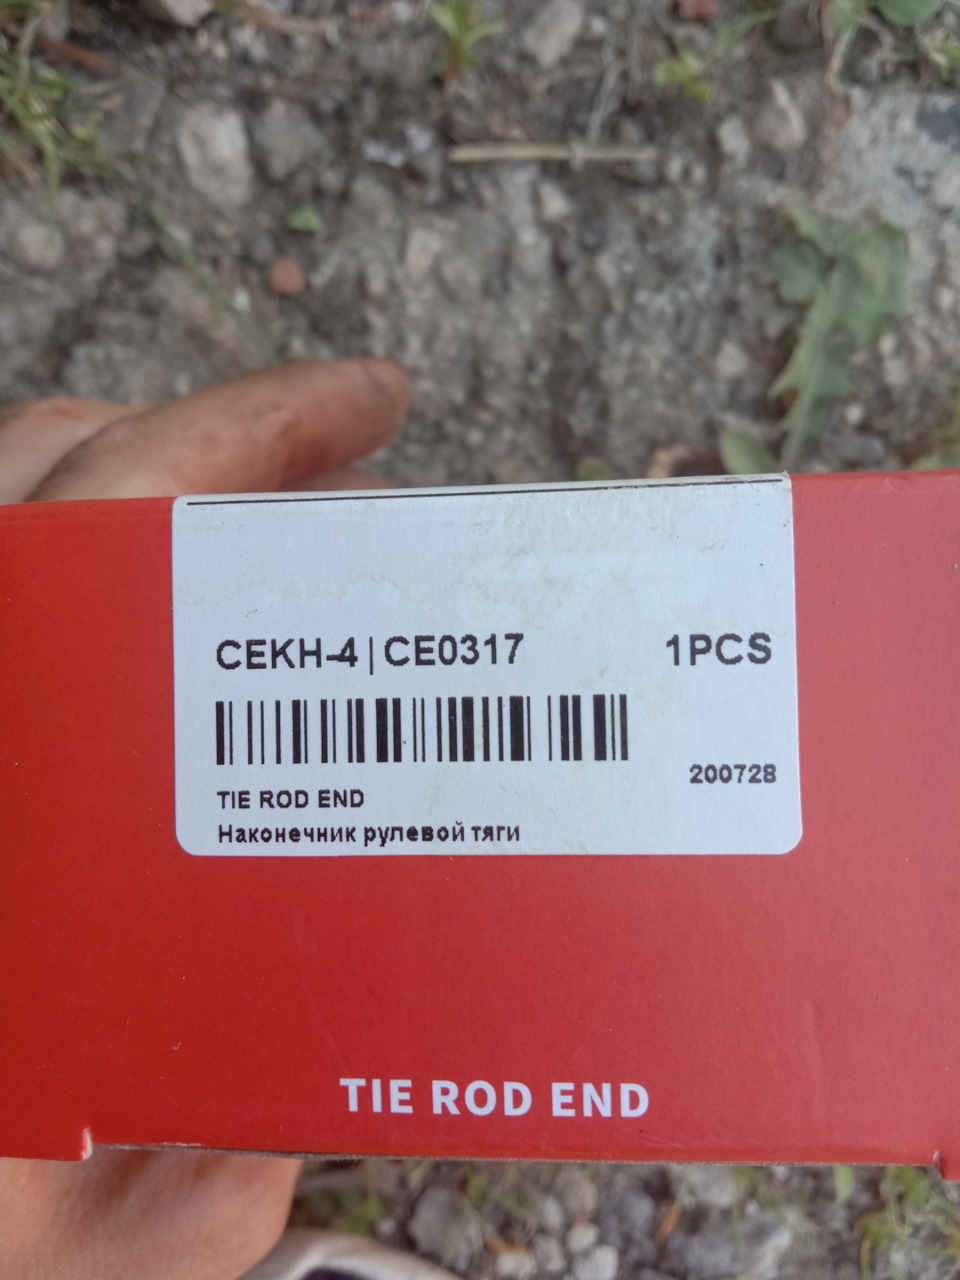 CEKH-4 | CE0317 1PCS
200728
TIE ROD END
Наконечник рулевой тяги
TIE ROD END